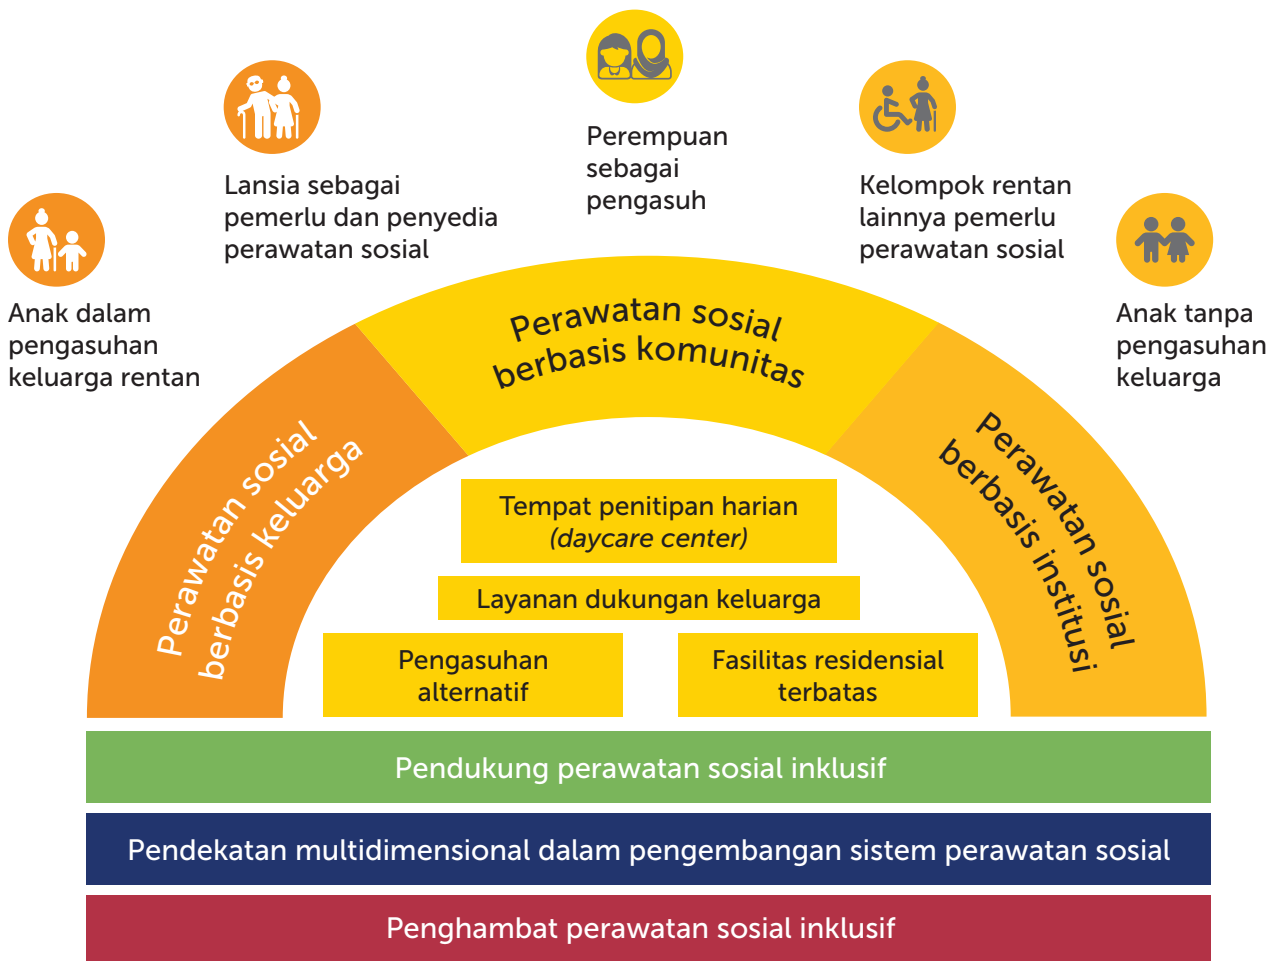 Perempuan
sebagai
pengasuh
Lansia sebagai
pemerlu dan penyedia
perawatan sosial
Kelompok rentan
lainnya pemerlu
perawatan sosial
Anak dalam
pengasuhan
keluarga rentan
Anak tanpa
pengasuhan
keluarga
Perawatan sosial
berbasis keluarga
Perawatan sosial
berbasis komunitas
Perawatan sosial
berbasis institusi
Tempat penitipan harian
(daycare center)
Layanan dukungan keluarga
Pengasuhan
alternatif
Fasilitas residensial
terbatas
Pendukung perawatan sosial inklusif
Pendekatan multidimensional dalam pengembangan sistem perawatan sosial
Penghambat perawatan sosial inklusif